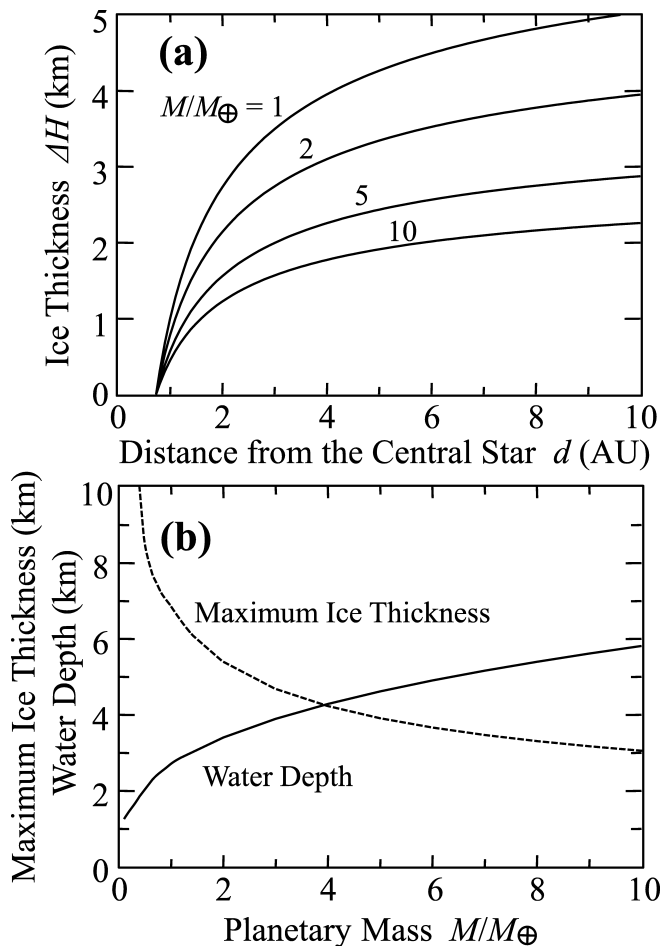 (a)
M/M⊕ = 1
2
5
10
Ice Thickness ΔH (km)
5
4
3
2
1
0
0 2 4 6 8 10
Distance from the Central Star d (AU)
(b)
Maximum Ice Thickness
Water Depth
Maximum Ice Thickness (km)
Water Depth (km)
10
8
6
4
2
0
0 2 4 6 8 10
Planetary Mass M/M⊕